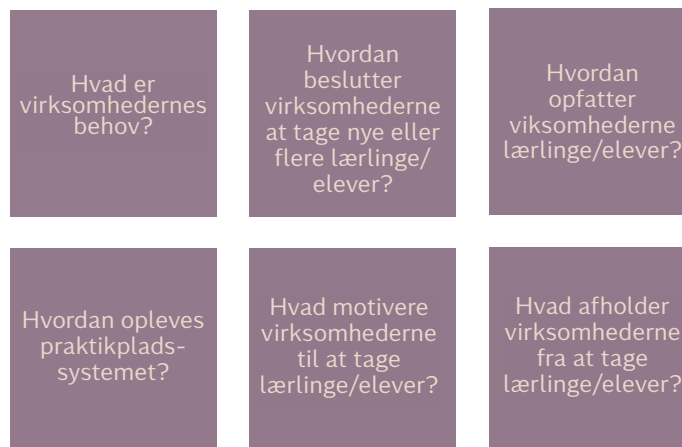 Hvad er
virksomhedernes
behov?
Hvordan
beslutter
virksomhederne
at tage nye eller
flere lærlinge/
elever?
Hvordan
opfatter
viksomhederne
lærlinge/elever?
Hvordan opleves
praktikplads-
systemet?
Hvad motivere
virksomhederne
til at tage
lærlinge/elever?
Hvad afholder
virksomhederne
fra at tage
lærlinge/elever?